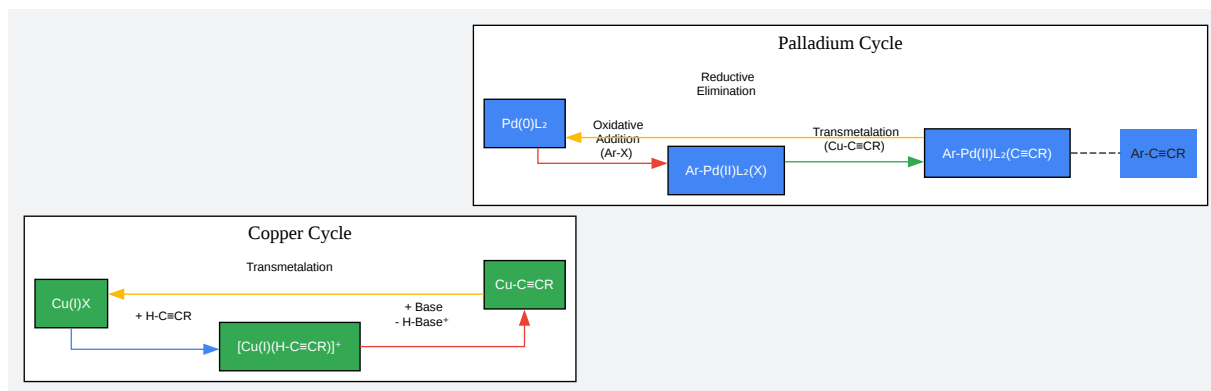 Palladium Cycle
Reductive
Elimination
Pd(0)L₂
Oxidative
Addition
(Ar-X)
Transmetalation
(Cu-C≡CR)
Ar-Pd(II)L₂(X)
Ar-Pd(II)L₂(C≡CR)
Ar-C≡CR
Copper Cycle
Transmetalation
Cu(I)X
+ H-C≡CR
[Cu(I)(H-C≡CR)]⁺
+ Base
- H-Base⁺
Cu-C≡CR